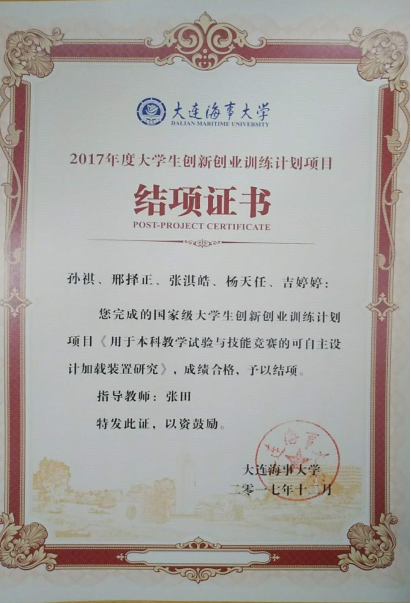 大连海事大学
DALIAN MARITIME UNIVERSITY
2017年度大学生创新创业训练计划项目
结项证书
POST-PROJECT CERTIFICATE
孙祺、邢择正、张淇皓、杨天任、吉婷婷：
您完成的国家级大学生创新创业训练计划
项目《用于本科教学试验与技能竞赛的可自主设
计加载装置研究》，成绩合格，予以结项。
指导教师：张田
特发此证，以资鼓励。
大连海事大学
二零一七年十二月